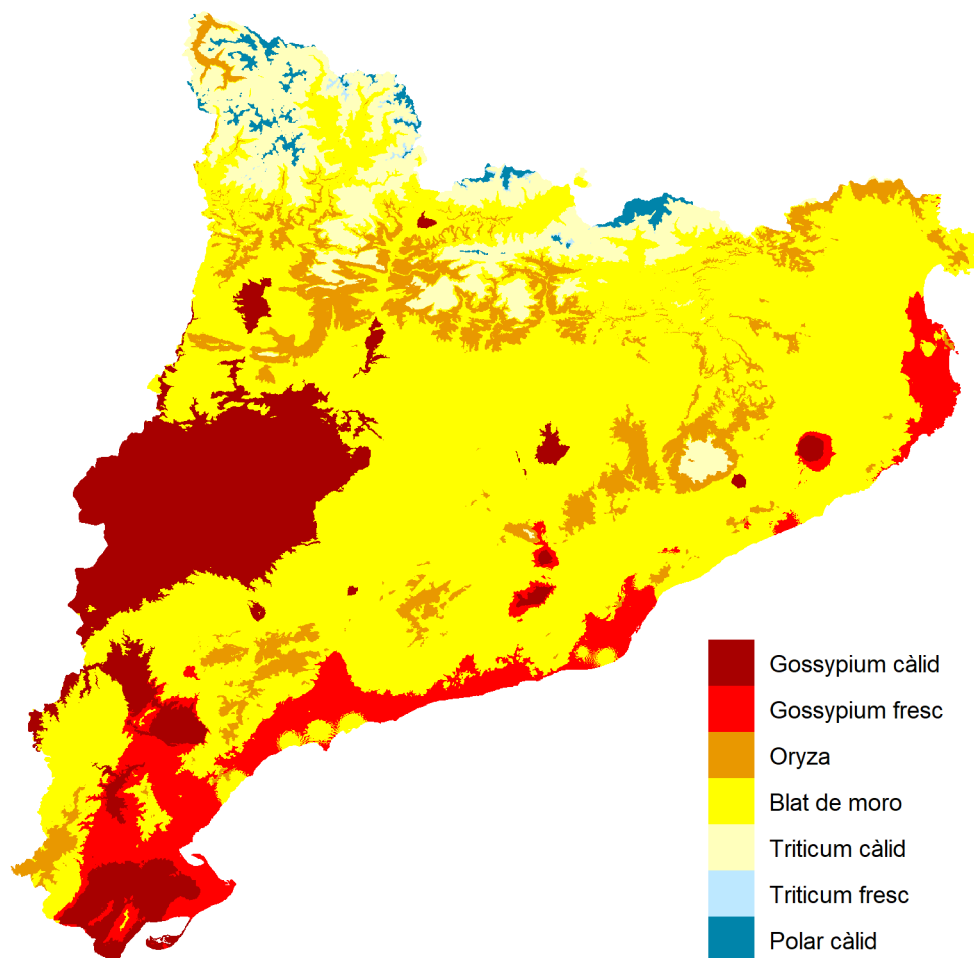 Gossypium càlid
Gossypium fresc
Oryza
Blat de moro
Triticum càlid
Triticum fresc
Polar càlid